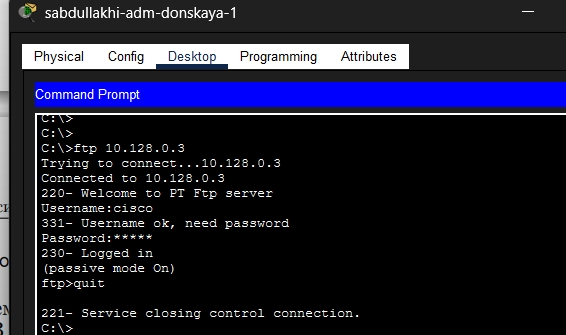 sabdullakhi-adm-donskaya-1
Physical Config Desktop Programming Attributes
Command Prompt
C:\>
C:\>
C:\>ftp 10.128.0.3
Trying to connect...10.128.0.3
Connected to 10.128.0.3
220- Welcome to PT Ftp server
Username:cisco
331- Username ok, need password
Password:*****
230- Logged in
(passive mode On)
ftp>quit
221- Service closing control connection.
C:\>